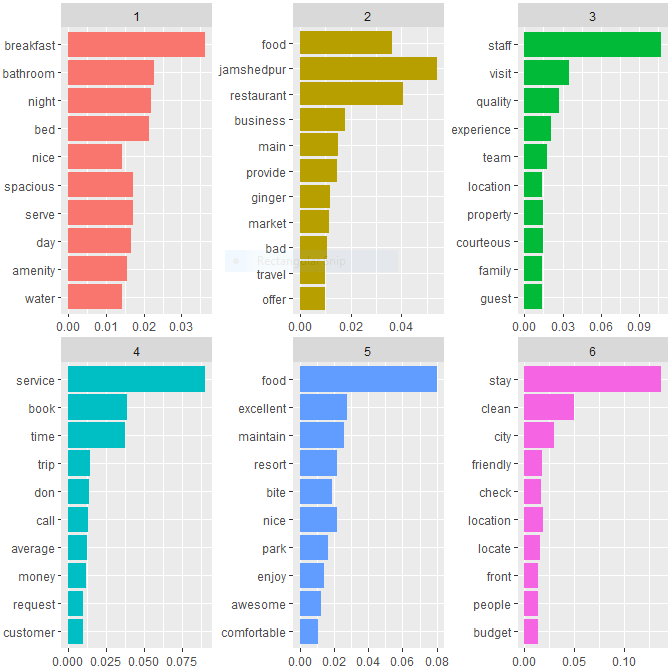 1
breakfast
bathroom
night
bed
nice
spacious
serve
day
amenity
water
0.00 0.01 0.02 0.03
2
food
jamshedpur
restaurant
business
main
provide
ginger
market
bad
travel
offer
0.00 0.02 0.04
3
staff
visit
quality
experience
team
location
property
courteous
family
guest
0.00 0.03 0.06 0.09
4
service
book
time
trip
don
call
average
money
request
customer
0.000 0.025 0.050 0.075
5
food
excellent
maintain
resort
bite
nice
park
enjoy
awesome
comfortable
0.00 0.02 0.04 0.06 0.08
6
stay
clean
city
friendly
check
location
locate
front
people
budget
0.00 0.05 0.10